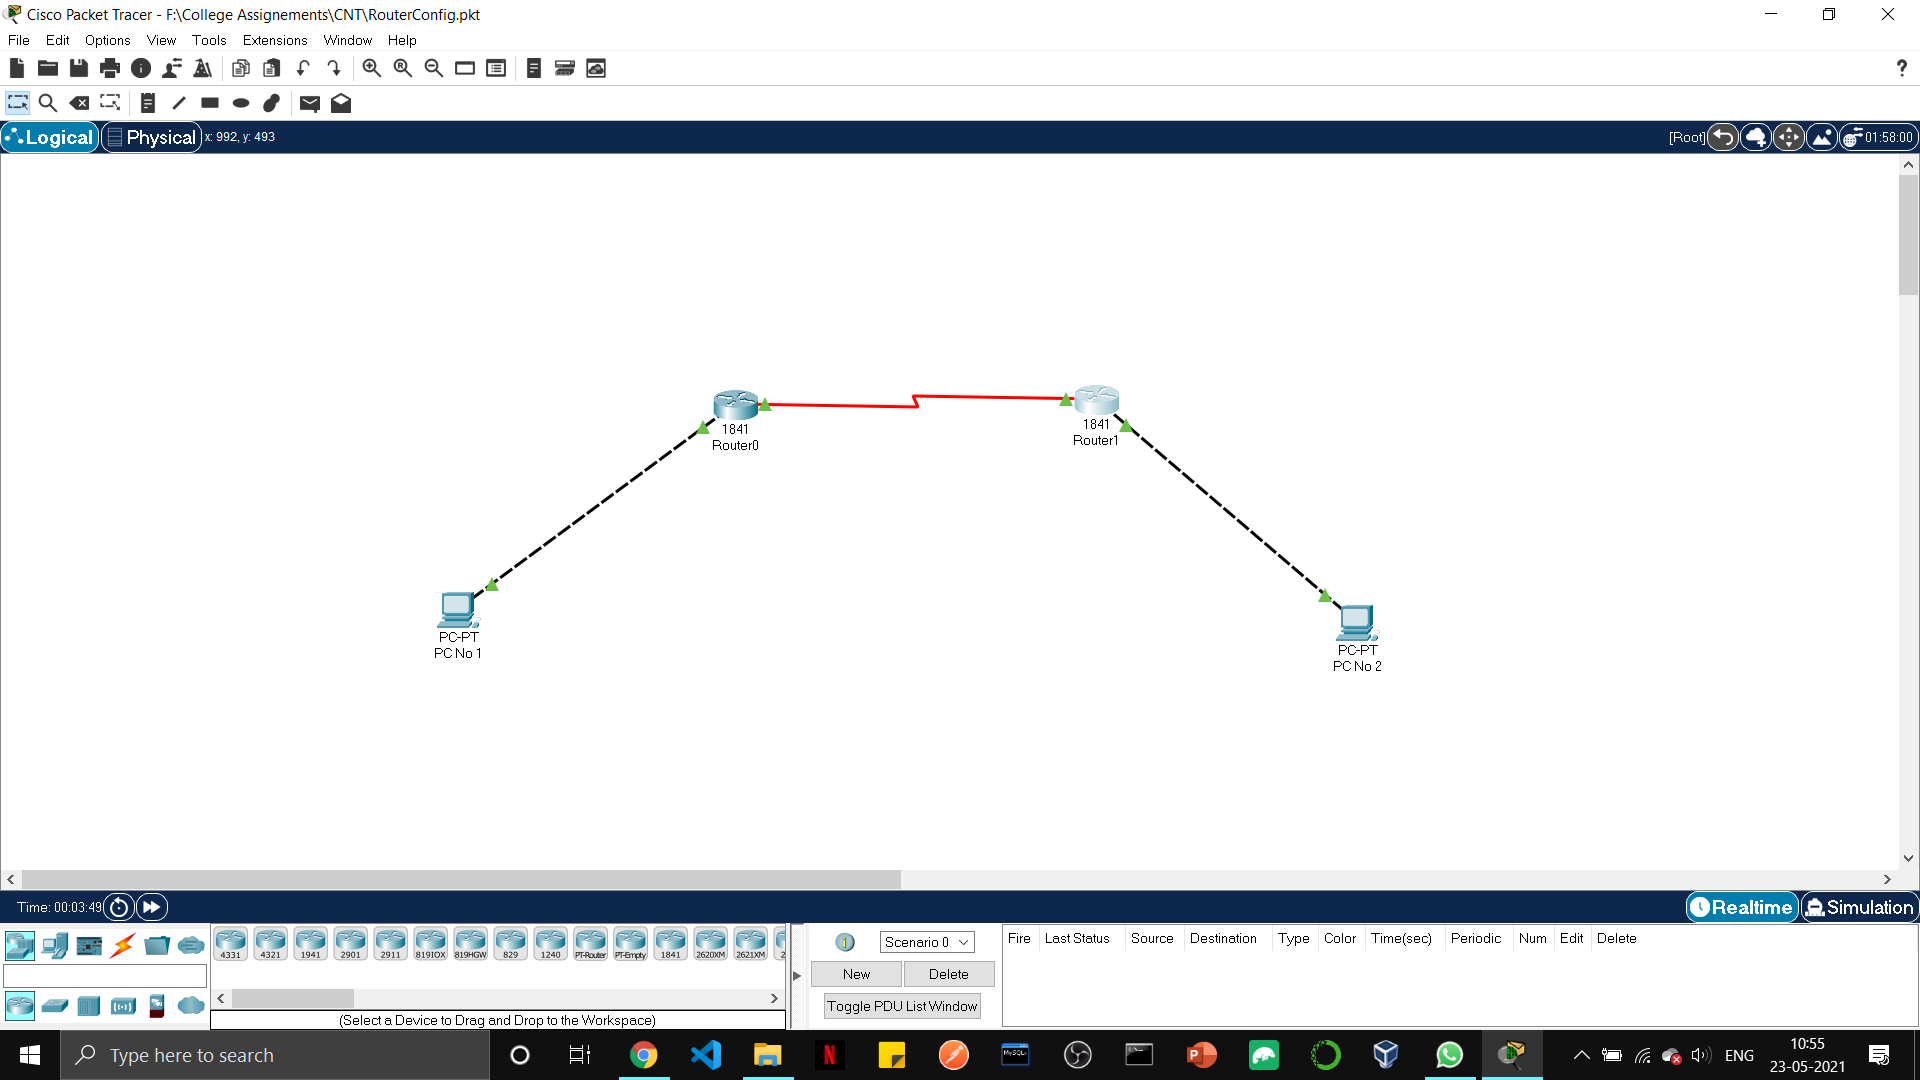 Cisco Packet Tracer - F:\College Assignements\CNT\RouterConfig.pkt
File Edit Options View Tools Extensions Window Help
?
Logical Physical x: 992, y: 493 [Root] 01:58:00
1841
Router0
1841
Router1
PC-PT
PC No 1
PC-PT
PC No 2
Time: 00:03:49 Realtime Simulation
4331 4321 1941 2901 2911 819IOX 819HGW 829 1240 PT-Router PT-Empty 1841 2620XM 2621XM 2
(Select a Device to Drag and Drop to the Workspace)
Scenario 0
New Delete
Toggle PDU List Window
Fire Last Status Source Destination Type Color Time(sec) Periodic Num Edit Delete
Type here to search
N
MySQL
P
ENG
10:55
23-05-2021